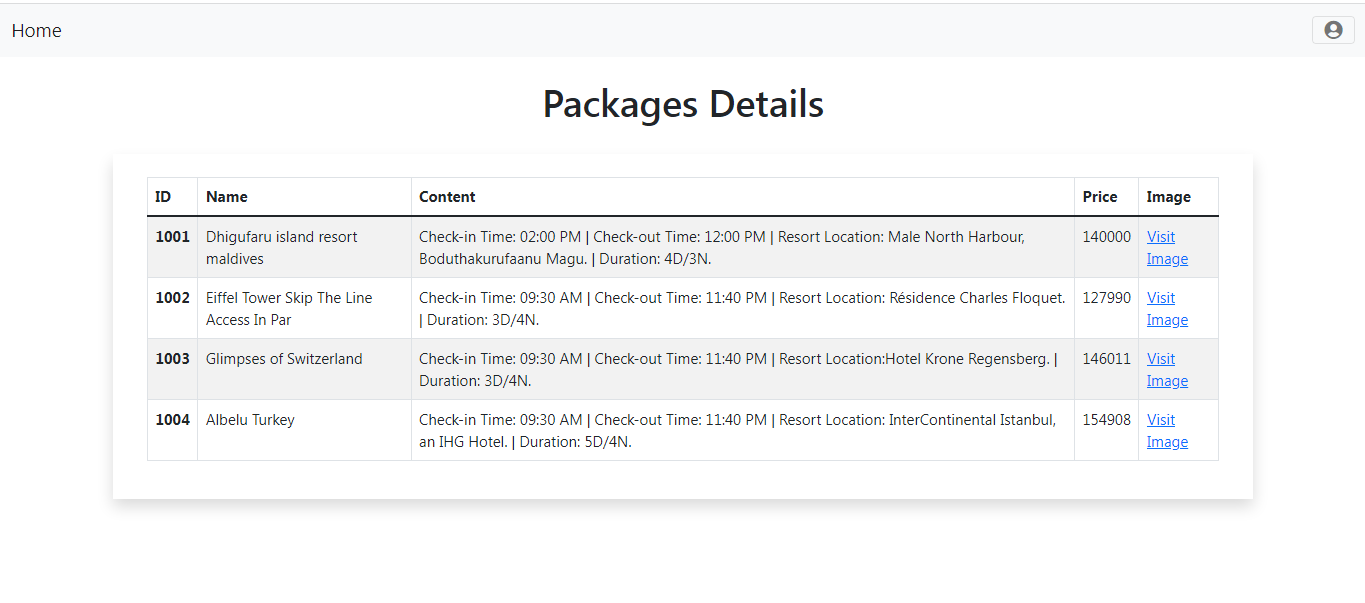 Home
Packages Details
ID Name Content Price Image
1001 Dhigufaru island resort Check-in Time: 02:00 PM | Check-out Time: 12:00 PM | Resort Location: Male North Harbour, 140000 Visit
maldives Boduthakurufaanu Magu. | Duration: 4D/3N. Image
1002 Eiffel Tower Skip The Line Check-in Time: 09:30 AM | Check-out Time: 11:40 PM | Resort Location: Résidence Charles Floquet. 127990 Visit
Access In Par | Duration: 3D/4N. Image
1003 Glimpses of Switzerland Check-in Time: 09:30 AM | Check-out Time: 11:40 PM | Resort Location:Hotel Krone Regensberg. | 146011 Visit
Duration: 3D/4N. Image
1004 Albelu Turkey Check-in Time: 09:30 AM | Check-out Time: 11:40 PM | Resort Location: InterContinental Istanbul, 154908 Visit
an IHG Hotel. | Duration: 5D/4N. Image